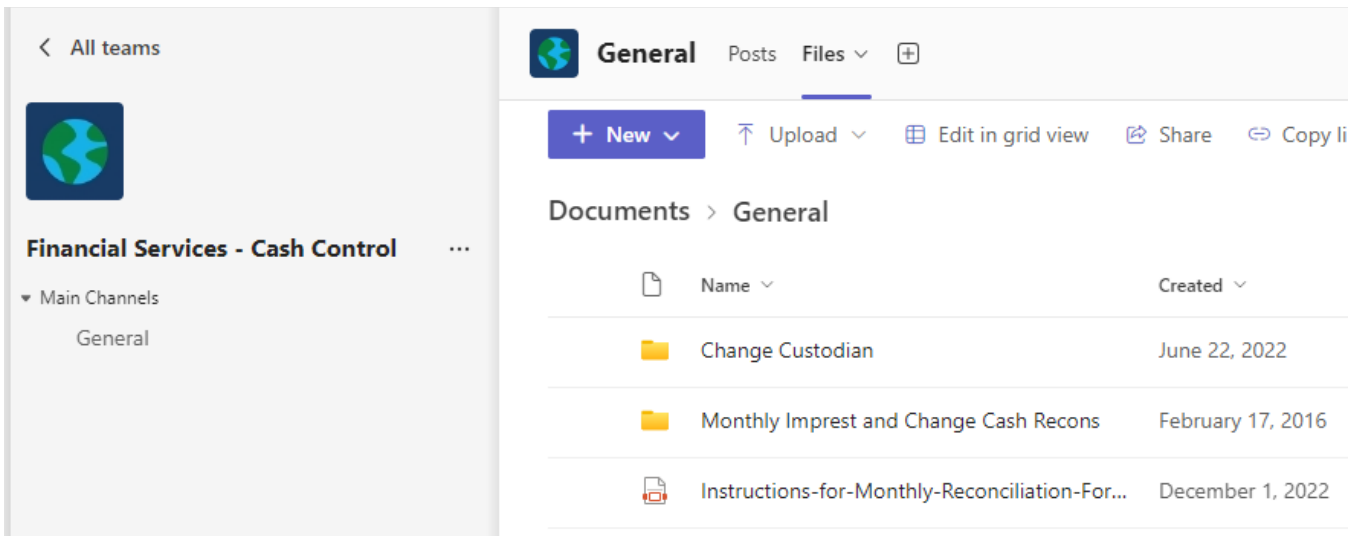 All teams
Financial Services - Cash Control
Main Channels
General
General Posts Files
New Upload Edit in grid view Share Copy li
Documents > General
Name Created
Change Custodian June 22, 2022
Monthly Imprest and Change Cash Recons February 17, 2016
Instructions-for-Monthly-Reconciliation-For... December 1, 2022